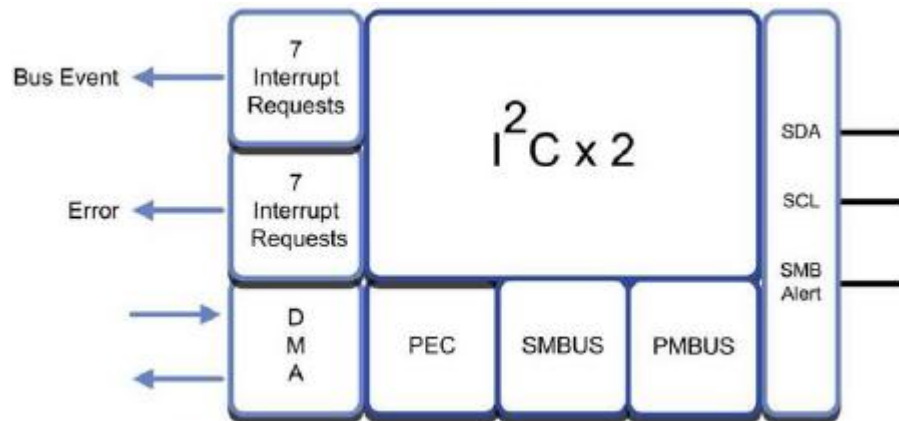 Bus Event
7
Interrupt
Requests
I²C x 2
Error
7
Interrupt
Requests
D
M
A
PEC
SMBUS
PMBUS
SDA
SCL
SMB
Alert